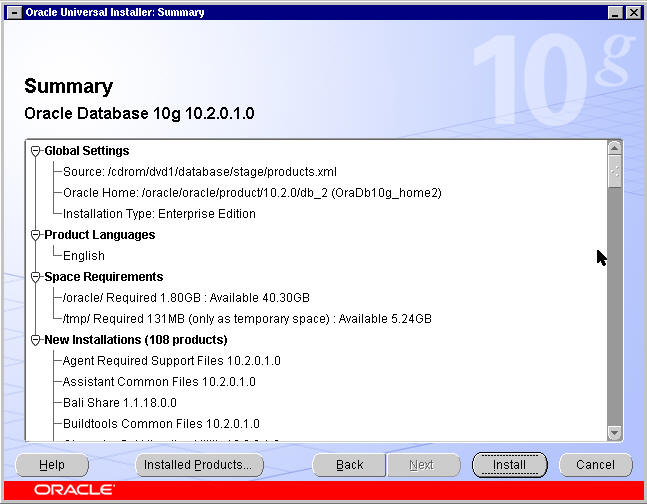 Oracle Universal Installer: Summary
10g
Summary
Oracle Database 10g 10.2.0.1.0
Global Settings
Source: /cdrom/dvd1/database/stage/products.xml
Oracle Home: /oracle/oracle/product/10.2.0/db_2 (OraDb10g_home2)
Installation Type: Enterprise Edition
Product Languages
English
Space Requirements
/oracle/ Required 1.80GB : Available 40.30GB
/tmp/ Required 131MB (only as temporary space) : Available 5.24GB
New Installations (108 products)
Agent Required Support Files 10.2.0.1.0
Assistant Common Files 10.2.0.1.0
Bali Share 1.1.18.0.0
Buildtools Common Files 10.2.0.1.0
Help Installed Products... Back Next Install Cancel
ORACLE